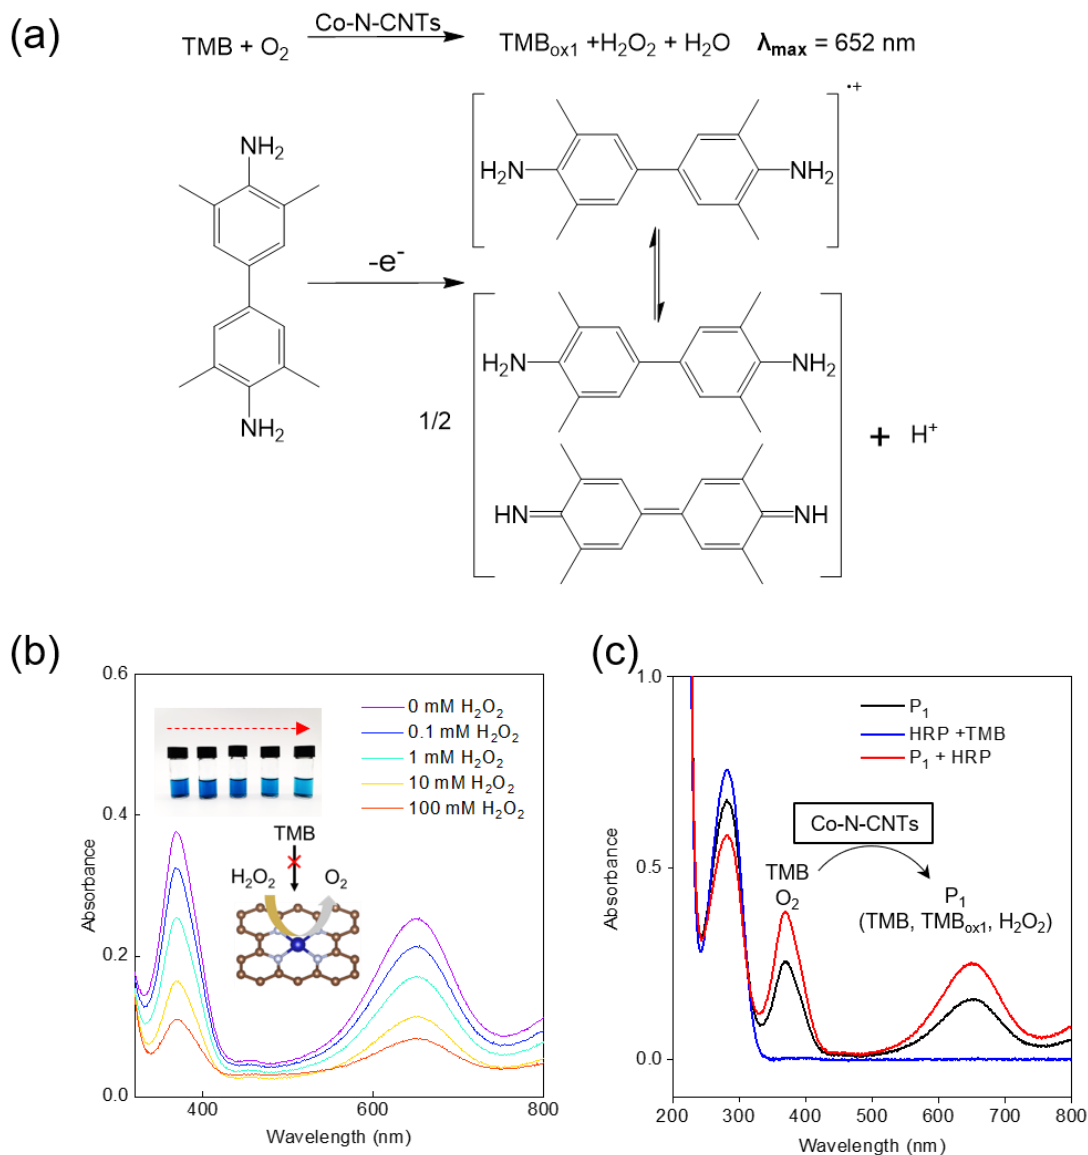 (a)
Co-N-CNTs
TMB + O₂
TMBₒₓ₁ +H₂O₂ + H₂O λmax = 652 nm
·+
NH₂
H₂N
NH₂
-e⁻
H₂N
NH₂
NH₂
1/2
+ H⁺
HN
NH
(b)
0.6
0.4
0.2
0.0
Absorbance
0 mM H₂O₂
0.1 mM H₂O₂
1 mM H₂O₂
10 mM H₂O₂
100 mM H₂O₂
TMB
H₂O₂
O₂
400
600
800
Wavelength (nm)
(c)
1.0
0.5
0.0
Absorbance
P₁
HRP +TMB
P₁ + HRP
Co-N-CNTs
TMB
O₂
P₁
(TMB, TMBₒₓ₁, H₂O₂)
200
300
400
500
600
700
800
Wavelength (nm)